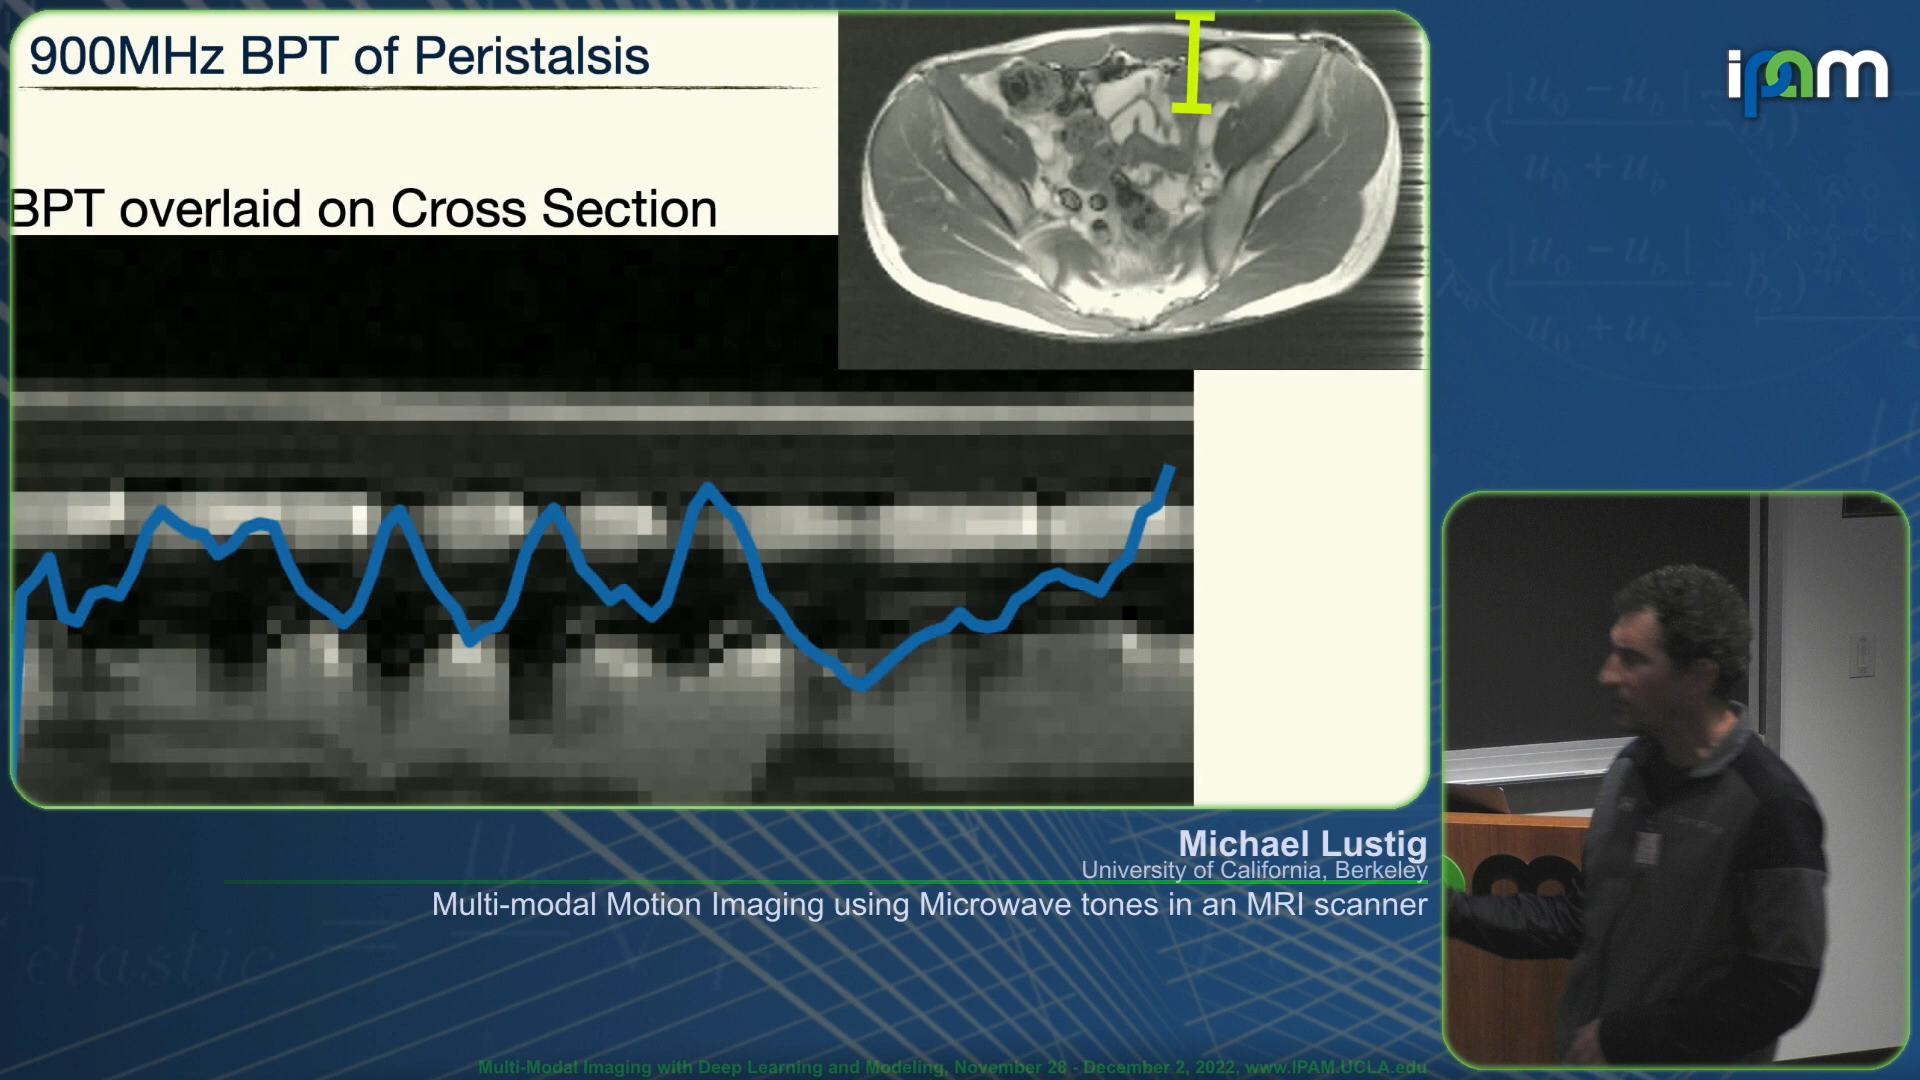 900MHz BPT of Peristalsis
BPT overlaid on Cross Section
ipam
Michael Lustig
University of California, Berkeley
Multi-modal Motion Imaging using Microwave tones in an MRI scanner
elastic
Multi-Modal Imaging with Deep Learning and Modeling, November 28 - December 2, 2022, www.IPAM.UCLA.edu